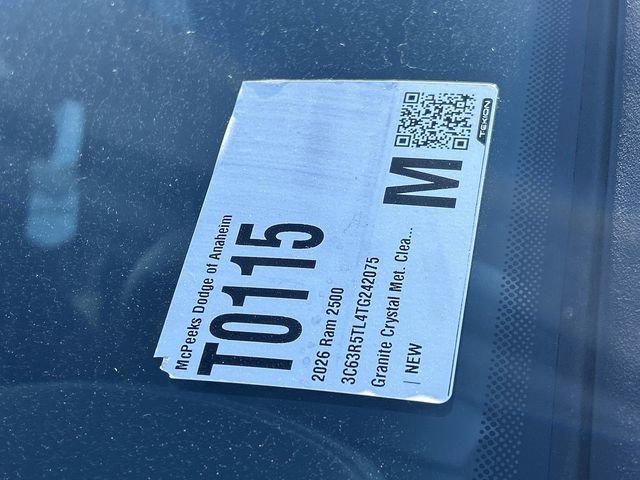 McPeeks Dodge of Anaheim
T0115
2026 Ram 2500
3C63R5TL4TG242075
Granite Crystal Met. Clea...
| NEW
M
TEKION